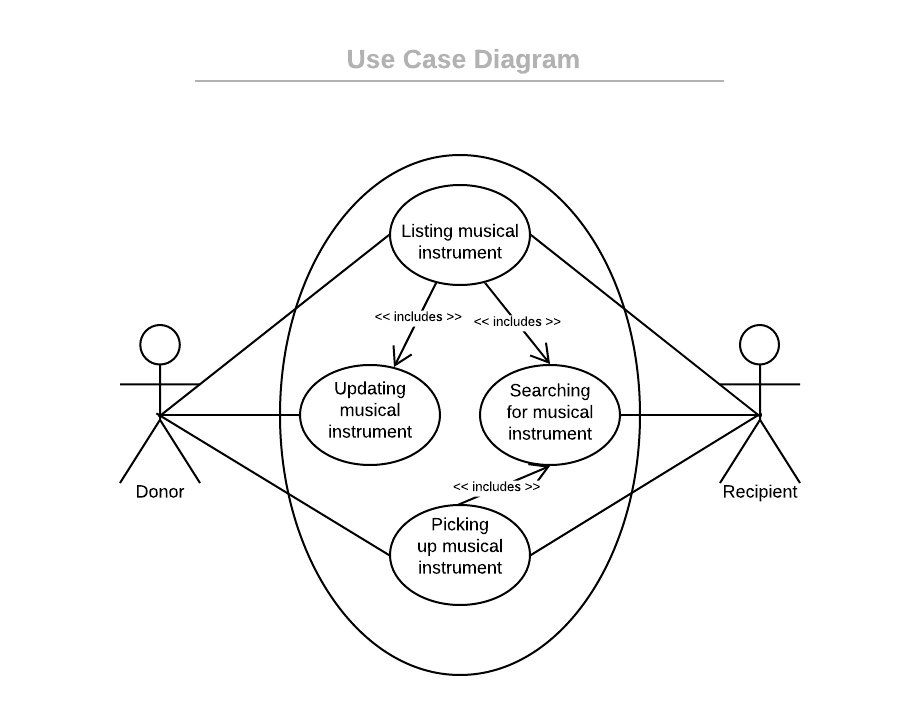 Use Case Diagram
Listing musical
instrument
<< includes >>
<< includes >>
Updating
musical
instrument
Searching
for musical
instrument
<< includes >>
Donor
Recipient
Picking
up musical
instrument